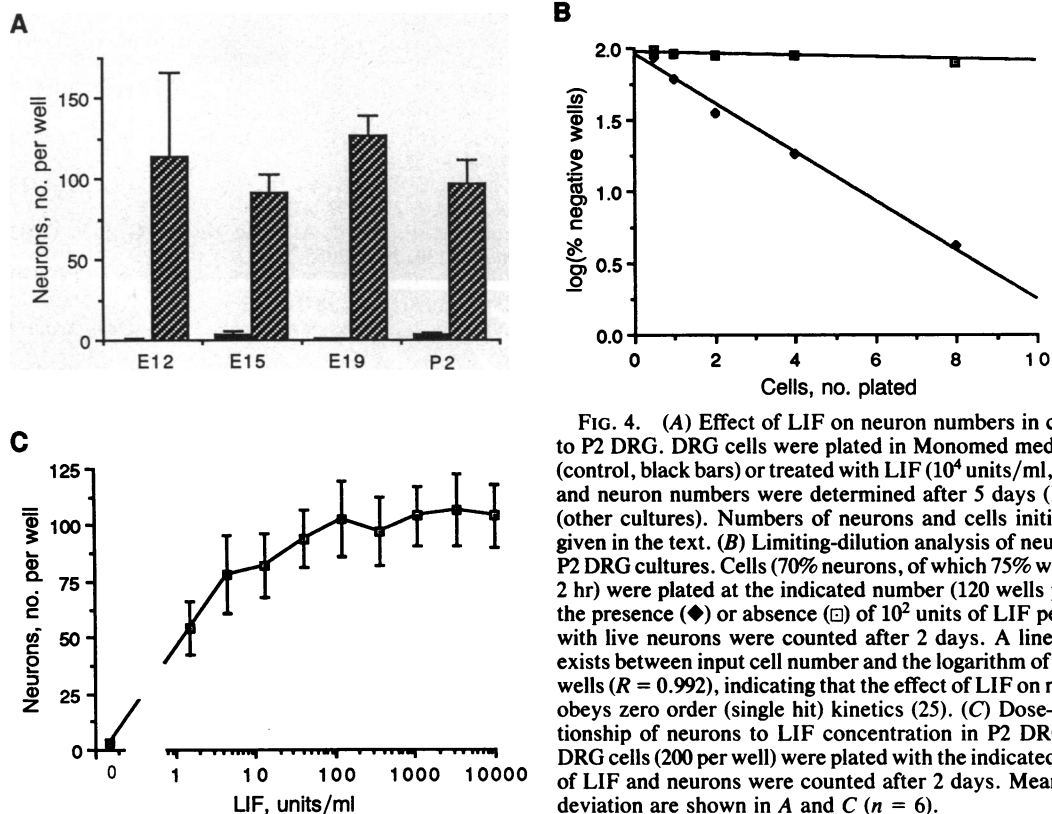 A
Neurons, no. per well
150
100
50
0
E12
E15
E19
P2
B
log(% negative wells)
2.0
1.5
1.0
0.5
0.0
0
2
4
6
8
10
Cells, no. plated
C
Neurons, no. per well
125
100
75
50
25
0
0
1
10
100
1000
10000
LIF, units/ml
FIG. 4. (A) Effect of LIF on neuron numbers in
to P2 DRG. DRG cells were plated in Monomed
(control, black bars) or treated with LIF (10⁴ units/ml,
and neuron numbers were determined after 5 days (
(other cultures). Numbers of neurons and cells
given in the text. (B) Limiting-dilution analysis of
P2 DRG cultures. Cells (70% neurons, of which 75%
2 hr) were plated at the indicated number (120 wells
the presence (◆) or absence (⊡) of 10² units of LIF
with live neurons were counted after 2 days. A
exists between input cell number and the logarithm of
wells (R = 0.992), indicating that the effect of LIF on
obeys zero order (single hit) kinetics (25). (C) Dose-
tionship of neurons to LIF concentration in P2
DRG cells (200 per well) were plated with the indicated
of LIF and neurons were counted after 2 days.
deviation are shown in A and C (n = 6).